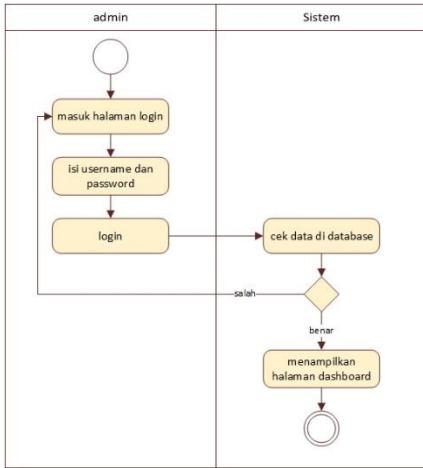 admin
Sistem
masuk halaman login
isi username dan
password
login
cek data di database
salah
benar
menampilkan
halaman dashboard